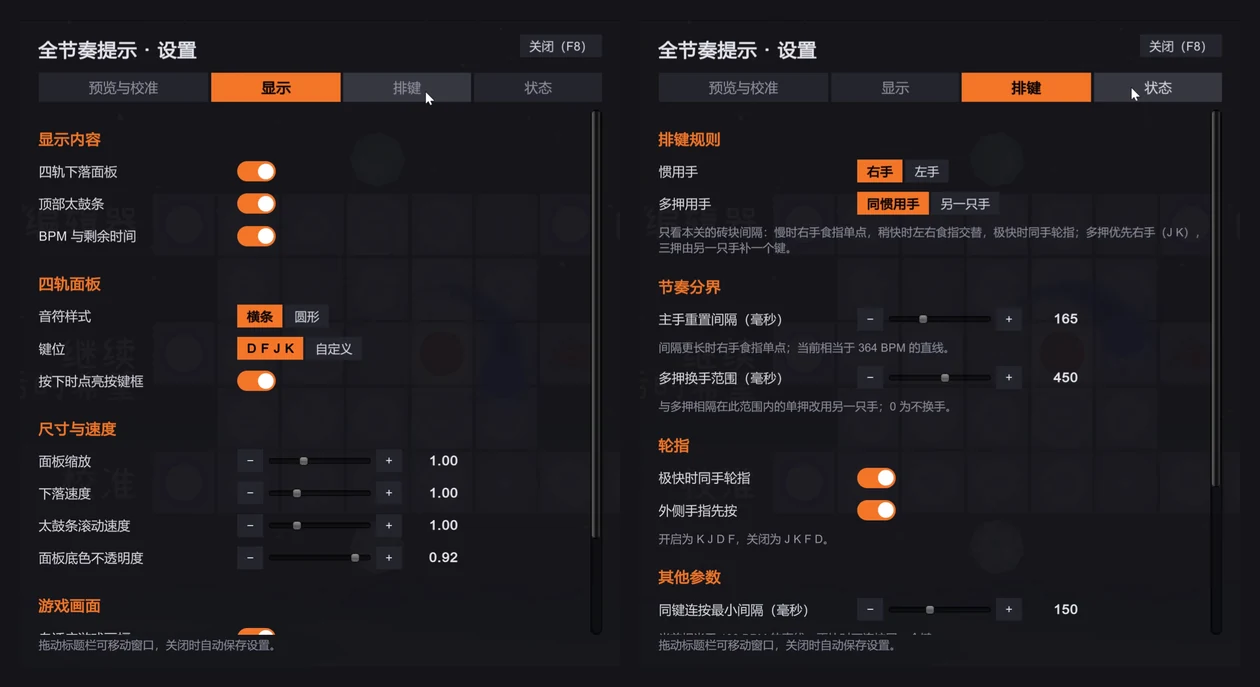 全节奏提示 · 设置
关闭（F8）
预览与校准
显示
排键
状态
显示内容
四轨下落面板
顶部太鼓条
BPM 与剩余时间
四轨面板
音符样式
横条
圆形
键位
D F J K
自定义
按下时点亮按键框
尺寸与速度
面板缩放
−
+
1.00
下落速度
−
+
1.00
太鼓条滚动速度
−
+
1.00
面板底色不透明度
−
+
0.92
游戏画面
拖动标题栏可移动窗口，关闭时自动保存设置。
全节奏提示 · 设置
关闭（F8）
预览与校准
显示
排键
状态
排键规则
惯用手
右手
左手
多押用手
同惯用手
另一只手
只看本关的砖块间隔：慢时右手食指单点，稍快时左右食指交替，极快时同手轮指；多押优先右手（J K），
三押由另一只手补一个键。
节奏分界
主手重置间隔（毫秒）
−
+
165
间隔更长时右手食指单点；当前相当于 364 BPM 的直线。
多押换手范围（毫秒）
−
+
450
与多押相隔在此范围内的单押改用另一只手；0 为不换手。
轮指
极快时同手轮指
外侧手指先按
开启为 K J D F，关闭为 J K F D。
其他参数
同键连按最小间隔（毫秒）
−
+
150
拖动标题栏可移动窗口，关闭时自动保存设置。